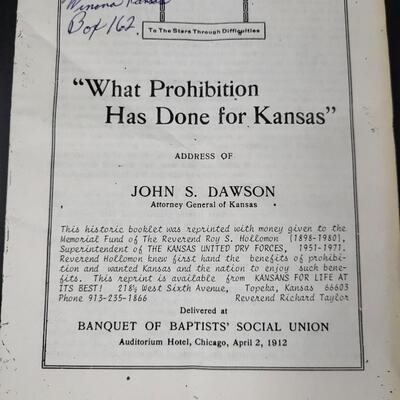 Winona Kansas
Box 162
To The Stars Through Difficulties
“What Prohibition
Has Done for Kansas”
ADDRESS OF
JOHN S. DAWSON
Attorney General of Kansas
This historic booklet was reprinted with money given to the
Memorial Fund of The Reverend Roy S. Hollomon (1898-1980),
Superintendent of THE KANSAS UNITED DRY FORCES, 1951-1971.
Reverend Hollomon knew first hand the benefits of prohibi-
tion and wanted Kansas and the nation to enjoy such bene-
fits. This reprint is available from KANSANS FOR LIFE AT
ITS BEST! 218½ West Sixth Avenue, Topeka, Kansas 66603
Phone 913-235-1866 Reverend Richard Taylor
Delivered at
BANQUET OF BAPTISTS' SOCIAL UNION
Auditorium Hotel, Chicago, April 2, 1912